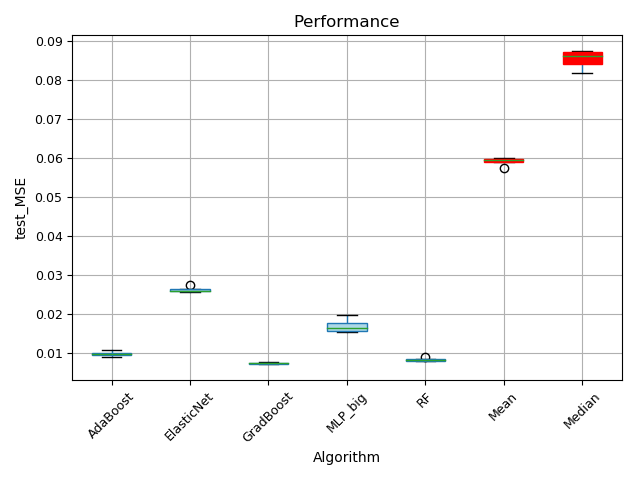 Performance
test_MSE
0.09
0.08
0.07
0.06
0.05
0.04
0.03
0.02
0.01
AdaBoost
ElasticNet
GradBoost
MLP_big
RF
Mean
Median
Algorithm